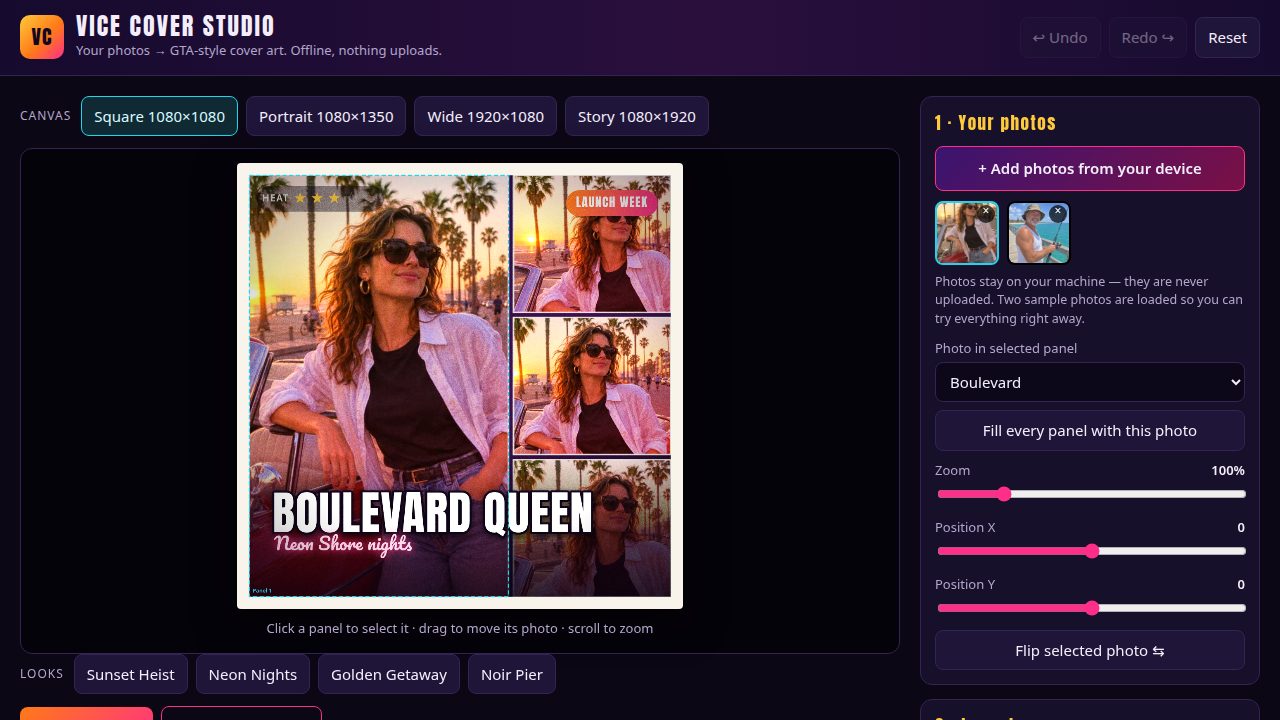 VC
VICE COVER STUDIO
Your photos → GTA-style cover art. Offline, nothing uploads.
↩ Undo
Redo ↪
Reset
CANVAS
Square 1080×1080
Portrait 1080×1350
Wide 1920×1080
Story 1080×1920
HEAT ★ ★ ★
LAUNCH WEEK
BOULEVARD QUEEN
Neon Shore nights
Panel 1
Click a panel to select it · drag to move its photo · scroll to zoom
LOOKS
Sunset Heist
Neon Nights
Golden Getaway
Noir Pier
1 · Your photos
+ Add photos from your device
×
×
Photos stay on your machine — they are never
uploaded. Two sample photos are loaded so you can
try everything right away.
Photo in selected panel
Boulevard
Fill every panel with this photo
Zoom
100%
Position X
0
Position Y
0
Flip selected photo ⇆